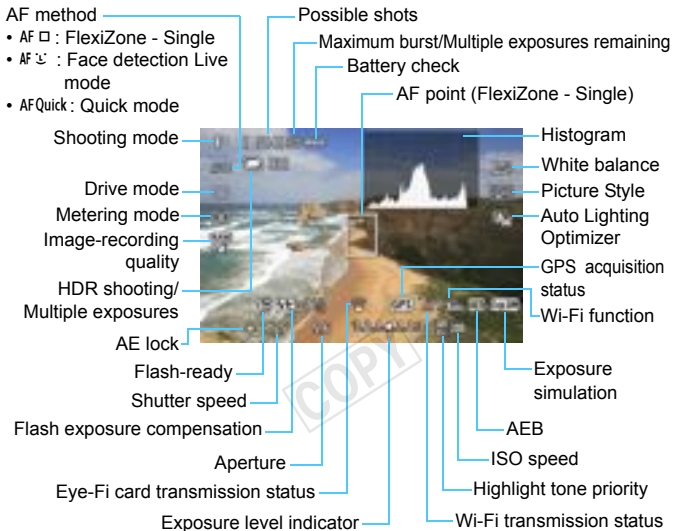 AF method
• AF □ : FlexiZone - Single
• AF : Face detection Live
mode
• AFQuick : Quick mode
Shooting mode
Drive mode
Metering mode
Image-recording
quality
HDR shooting/
Multiple exposures
AE lock
Flash-ready
Shutter speed
Flash exposure compensation
Aperture
Eye-Fi card transmission status
Exposure level indicator
Possible shots
Maximum burst/Multiple exposures remaining
Battery check
AF point (FlexiZone - Single)
Histogram
White balance
Picture Style
Auto Lighting
Optimizer
GPS acquisition
status
Wi-Fi function
Exposure
simulation
AEB
ISO speed
Highlight tone priority
Wi-Fi transmission status
COPY